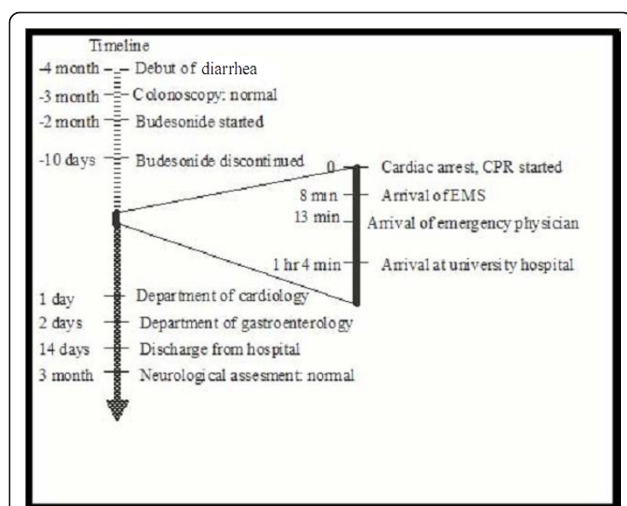 Timeline
-4 month Debut of diarrhea
-3 month Colonoscopy: normal
-2 month Budesonide started
-10 days Budesonide discontinued
0 Cardiac arrest, CPR started
8 min Arrival of EMS
13 min Arrival of emergency physician
1 hr 4 min Arrival at university hospital
1 day Department of cardiology
2 days Department of gastroenterology
14 days Discharge from hospital
3 month Neurological assesment: normal